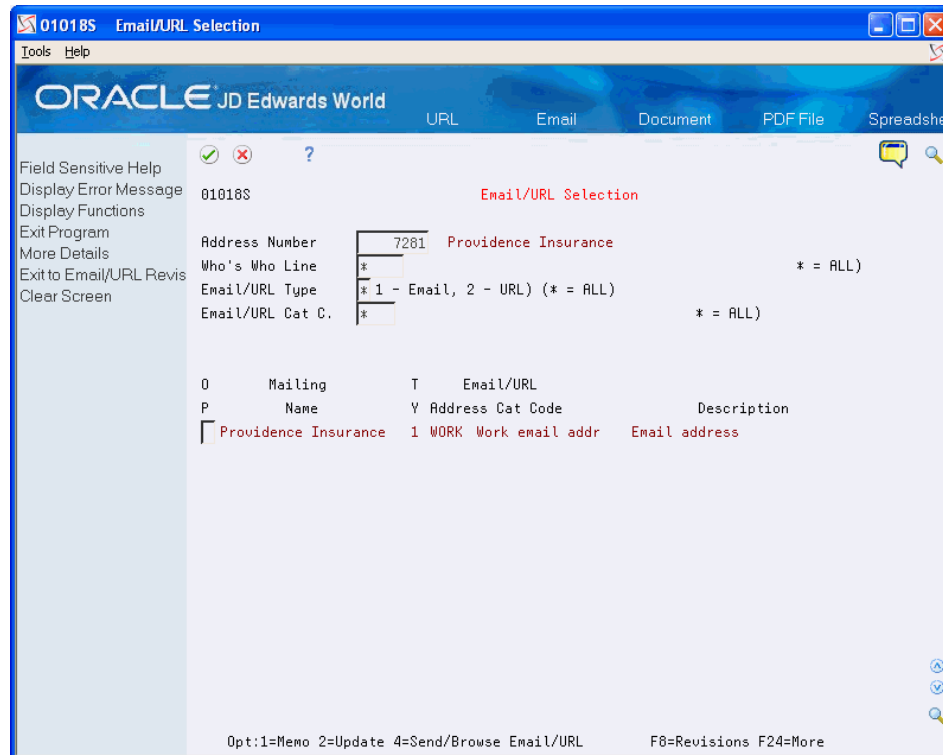 01018S Email/URL Selection
Tools Help
ORACLE JD Edwards World
URL Email Document PDF File Spreadshe
Field Sensitive Help
Display Error Message
Display Functions
Exit Program
More Details
Exit to Email/URL Revis
Clear Screen
?
01018S Email/URL Selection
Address Number 7281 Providence Insurance
Who's Who Line * * = ALL)
Email/URL Type * 1 - Email, 2 - URL) (* = ALL)
Email/URL Cat C. * * = ALL)
O Mailing T Email/URL
P Name Y Address Cat Code Description
Providence Insurance 1 WORK Work email addr Email address
Opt:1=Memo 2=Update 4=Send/Browse Email/URL F8=Revisions F24=More